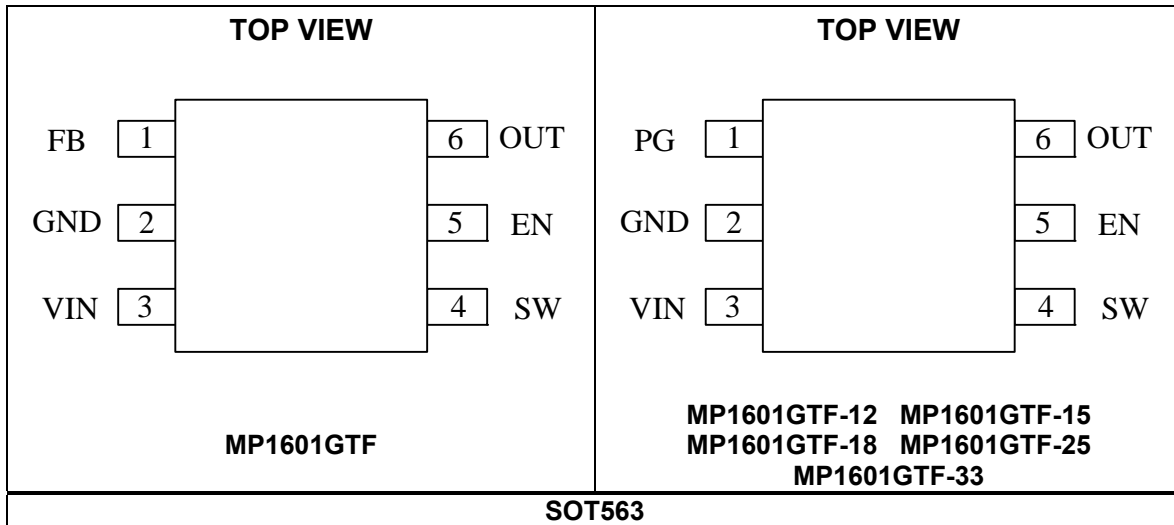 TOP VIEW
FB 1
6 OUT
GND 2
5 EN
VIN 3
4 SW
MP1601GTF
TOP VIEW
PG 1
6 OUT
GND 2
5 EN
VIN 3
4 SW
MP1601GTF-12 MP1601GTF-15
MP1601GTF-18 MP1601GTF-25
MP1601GTF-33
SOT563